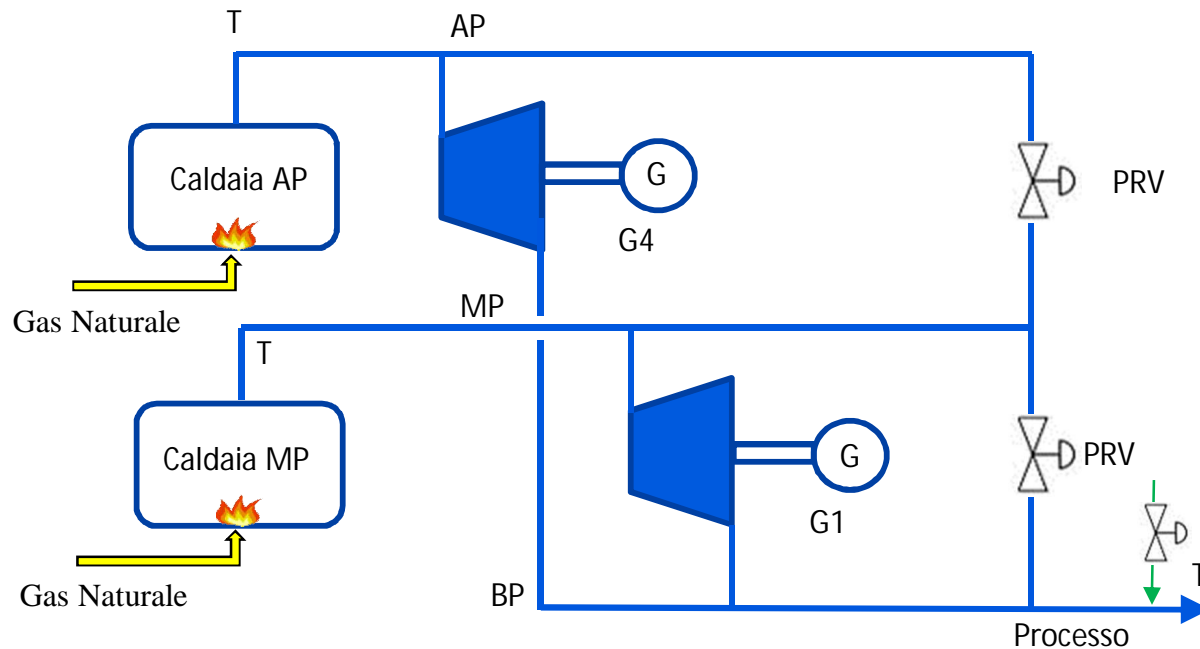 T
AP
Caldaia AP
G
PRV
G4
MP
Gas Naturale
T
Caldaia MP
G
PRV
G1
T
Gas Naturale
BP
Processo